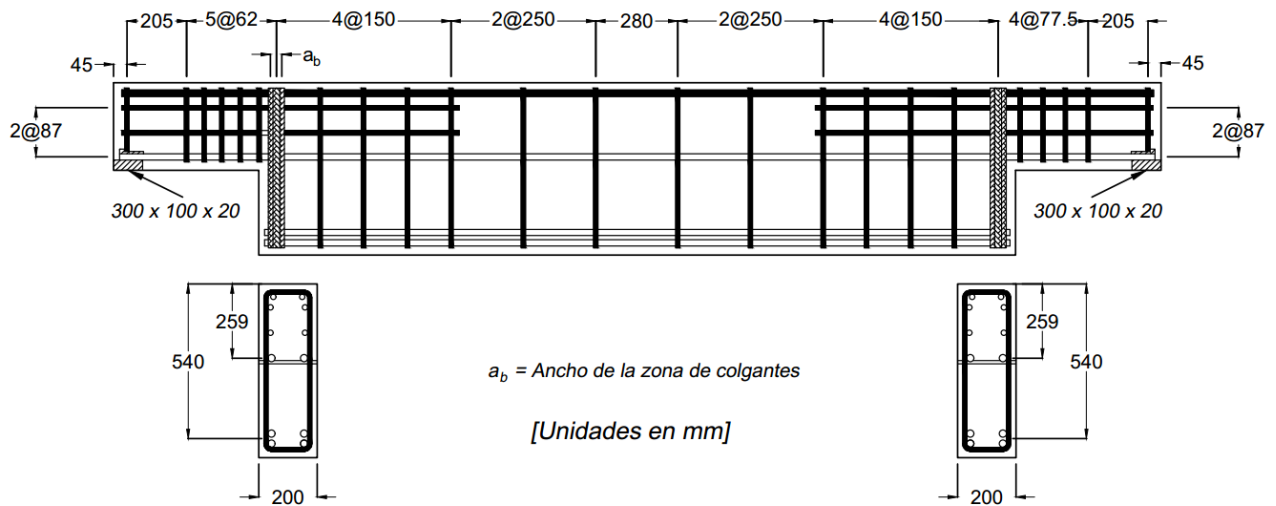 205 5@62 4@150 2@250 280 2@250 4@150 4@77.5 205
45 a_b 45
2@87 2@87
300 x 100 x 20 300 x 100 x 20
259 259
540 540
a_b = Ancho de la zona de colgantes
[Unidades en mm]
200 200